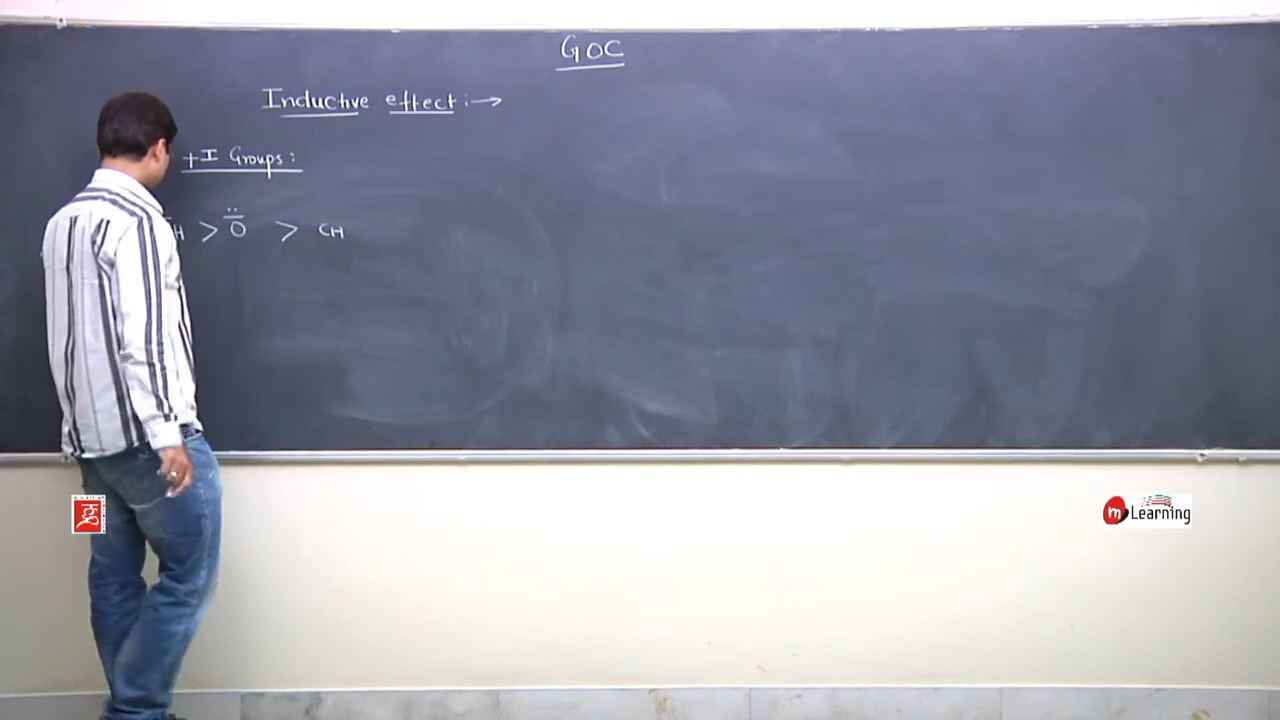 GOC
Inductive effect :→
+I Groups :
H > Ö̅ > CH
m Learning